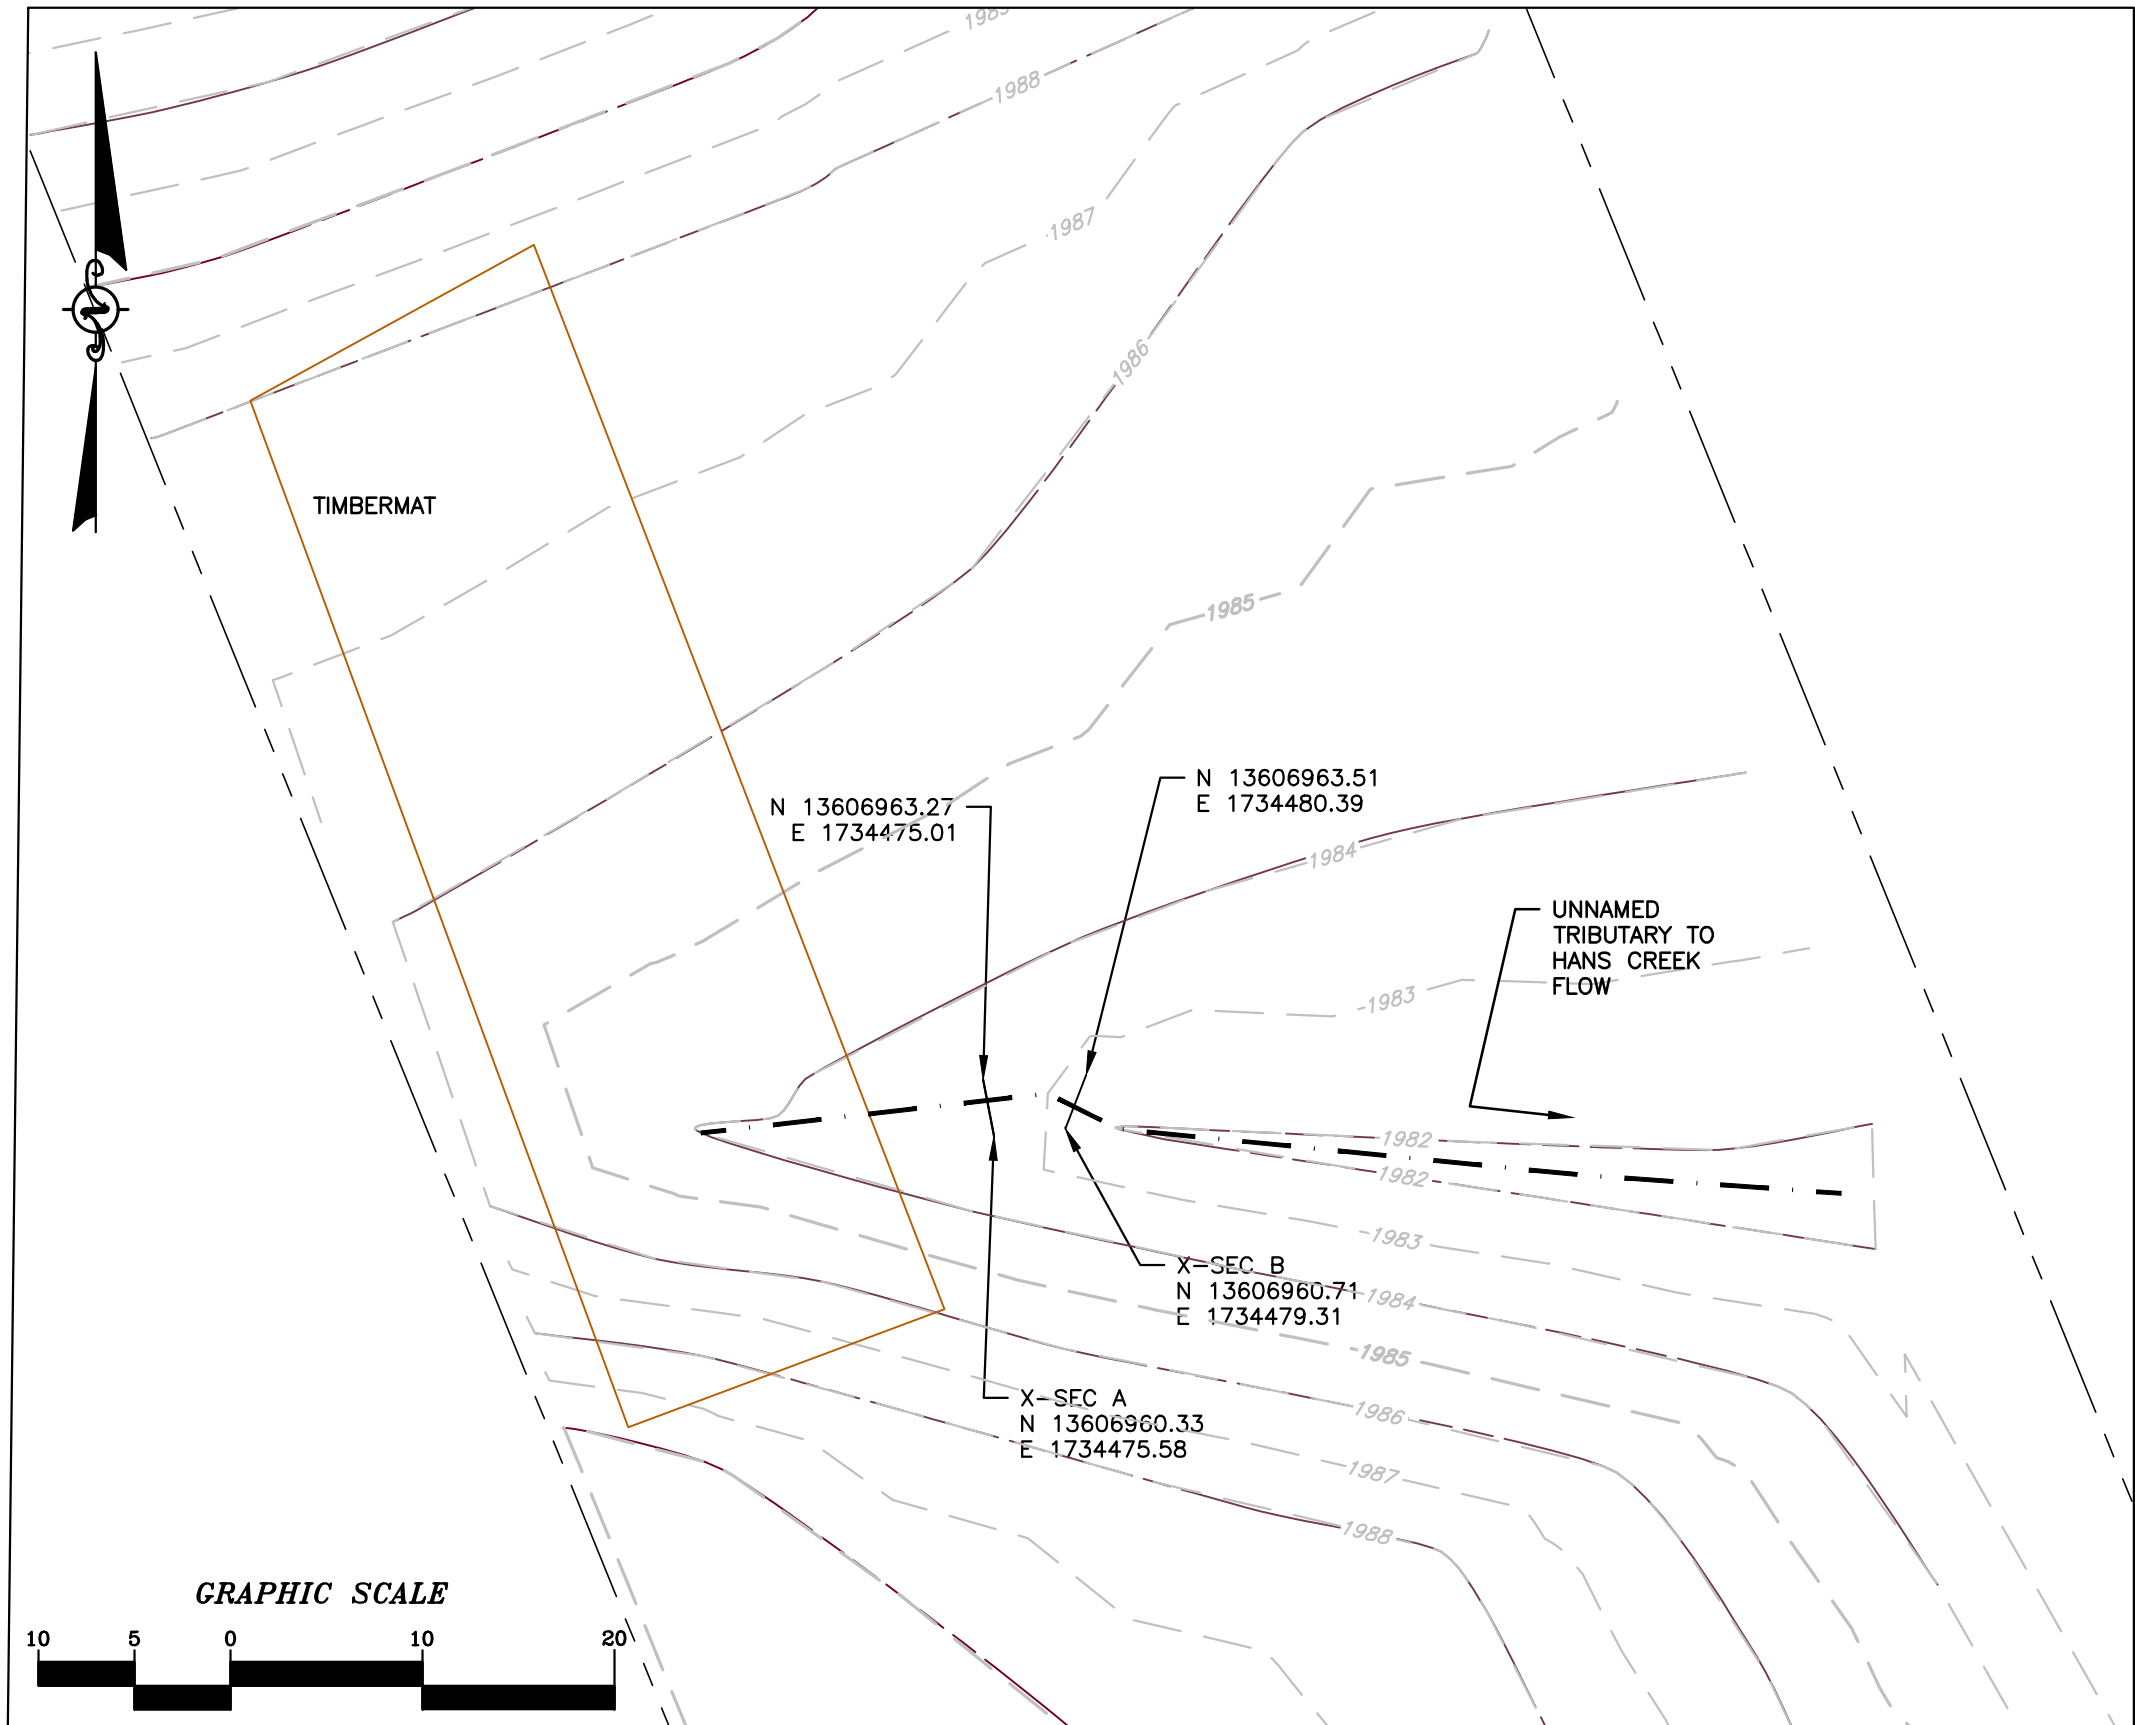 1988
1987
1986
TIMBERMAT
1985
N 13606963.51
E 1734480.39
N 13606963.27
E 1734475.01
1984
UNNAMED
TRIBUTARY TO
HANS CREEK
FLOW
1983
1982
1982
1983
X-SEC B
N 13606960.71
E 1734479.31
1984
1985
X-SEC A
N 13606960.33
E 1734475.58
1986
1987
1988
GRAPHIC SCALE
10 5 0 10 20